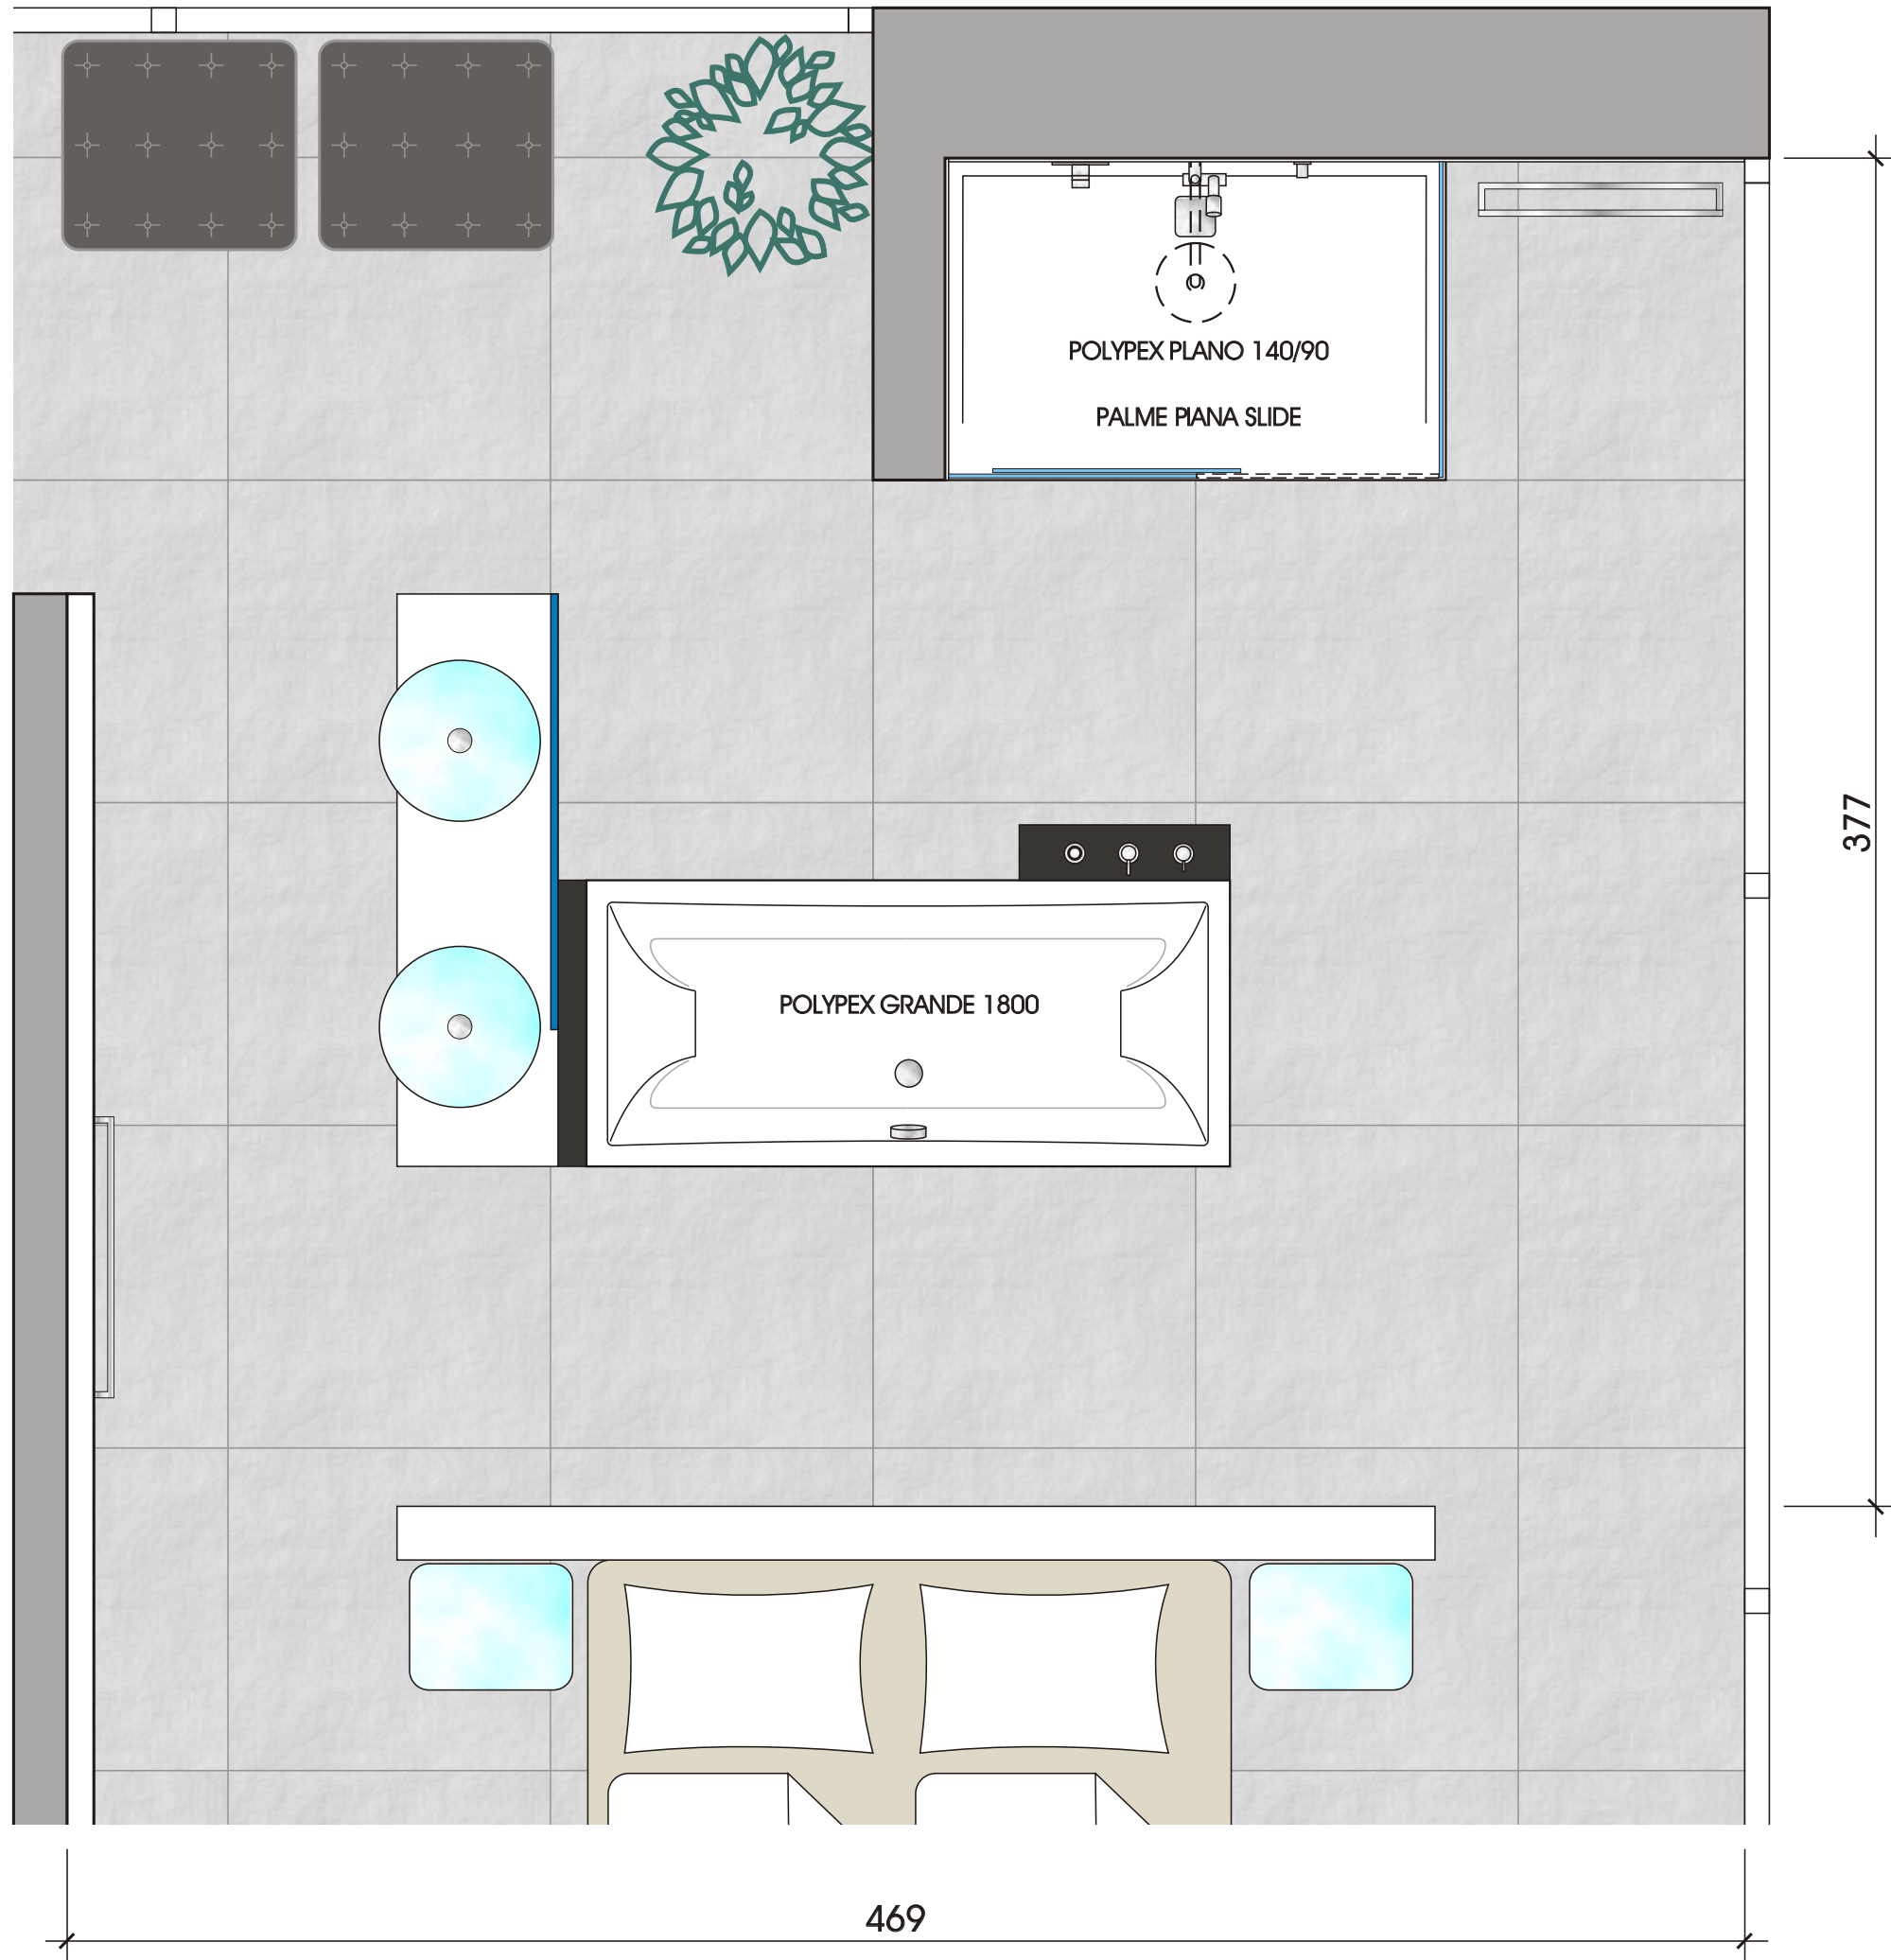 POLYPEX PLANO 140/90
PALME PIANA SLIDE
377
POLYPEX GRANDE 1800
469